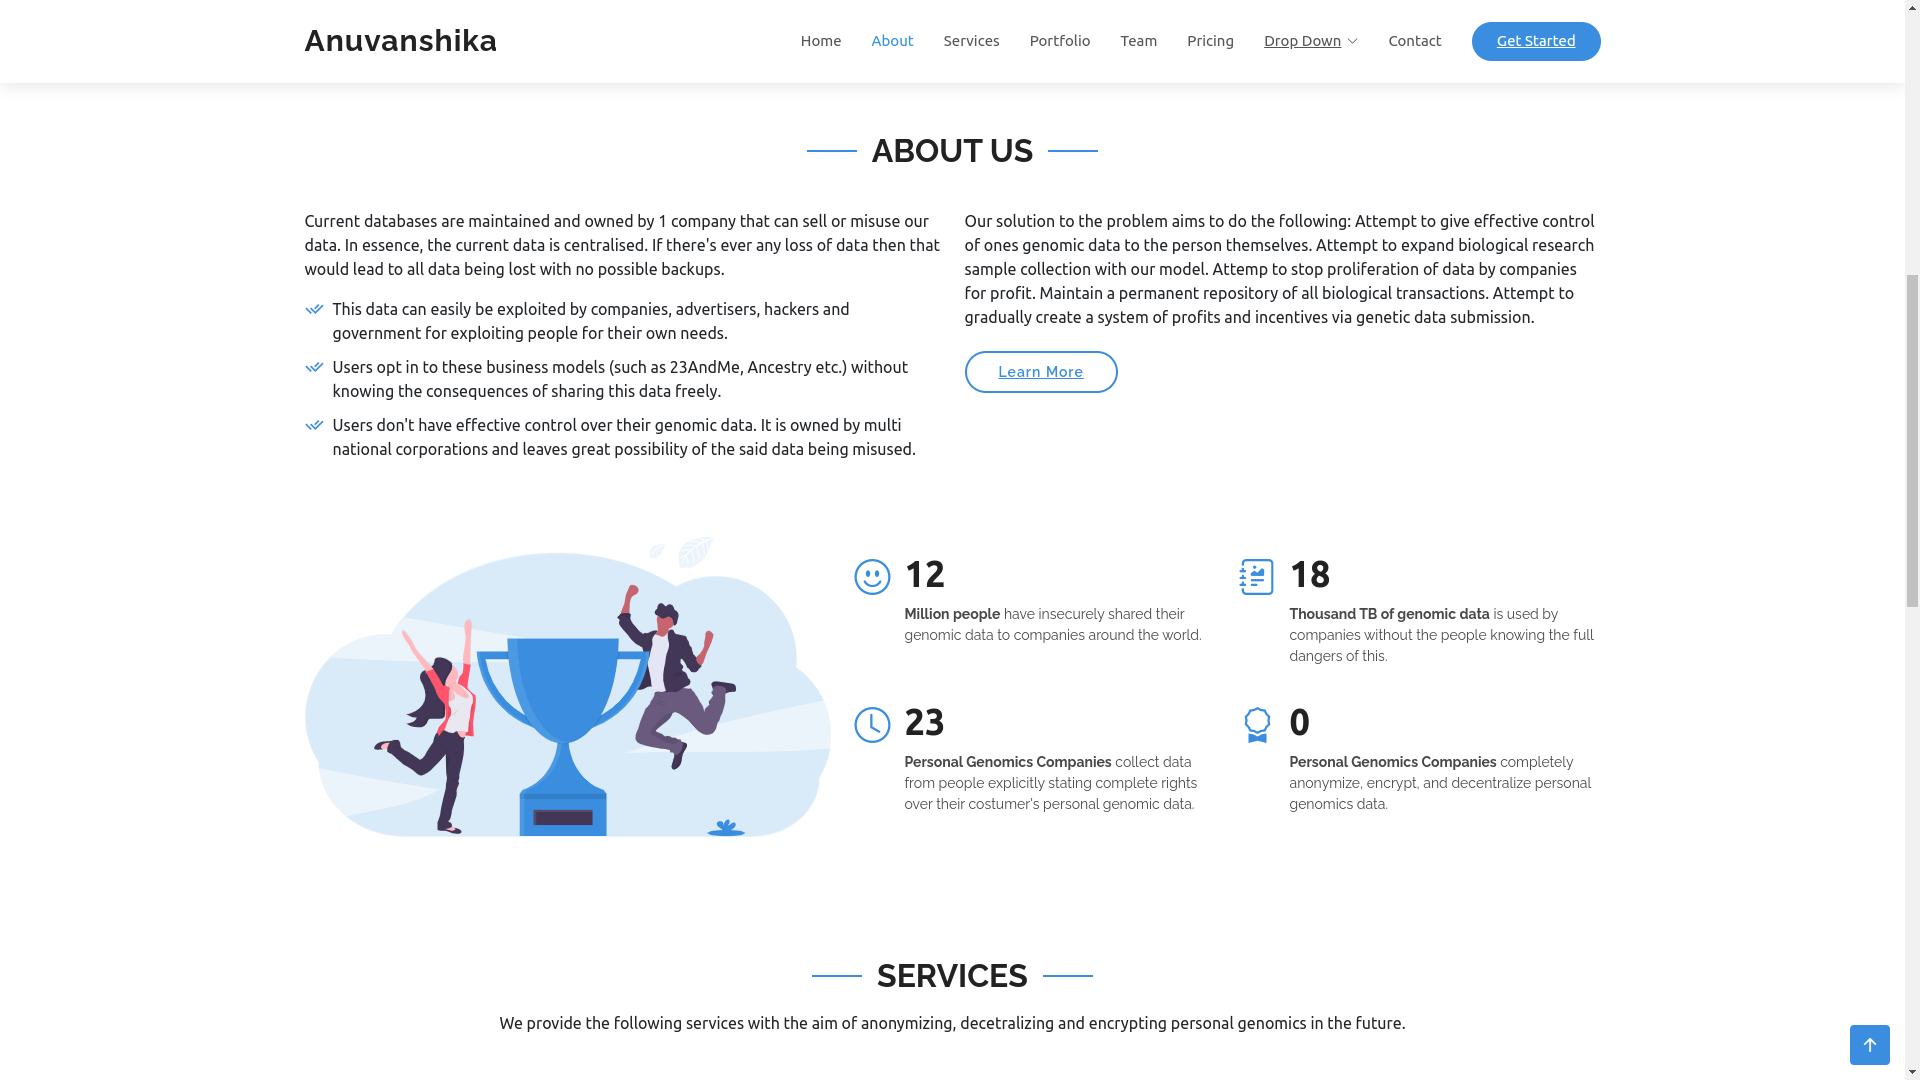 Anuvanshika
Home
About
Services
Portfolio
Team
Pricing
Drop Down
Contact
Get Started
ABOUT US
Current databases are maintained and owned by 1 company that can sell or misuse our
data. In essence, the current data is centralised. If there's ever any loss of data then that
would lead to all data being lost with no possible backups.
This data can easily be exploited by companies, advertisers, hackers and
government for exploiting people for their own needs.
Users opt in to these business models (such as 23AndMe, Ancestry etc.) without
knowing the consequences of sharing this data freely.
Users don't have effective control over their genomic data. It is owned by multi
national corporations and leaves great possibility of the said data being misused.
Our solution to the problem aims to do the following: Attempt to give effective control
of ones genomic data to the person themselves. Attempt to expand biological research
sample collection with our model. Attemp to stop proliferation of data by companies
for profit. Maintain a permanent repository of all biological transactions. Attempt to
gradually create a system of profits and incentives via genetic data submission.
Learn More
12
Million people have insecurely shared their
genomic data to companies around the world.
18
Thousand TB of genomic data is used by
companies without the people knowing the full
dangers of this.
23
Personal Genomics Companies collect data
from people explicitly stating complete rights
over their costumer's personal genomic data.
0
Personal Genomics Companies completely
anonymize, encrypt, and decentralize personal
genomics data.
SERVICES
We provide the following services with the aim of anonymizing, decetralizing and encrypting personal genomics in the future.